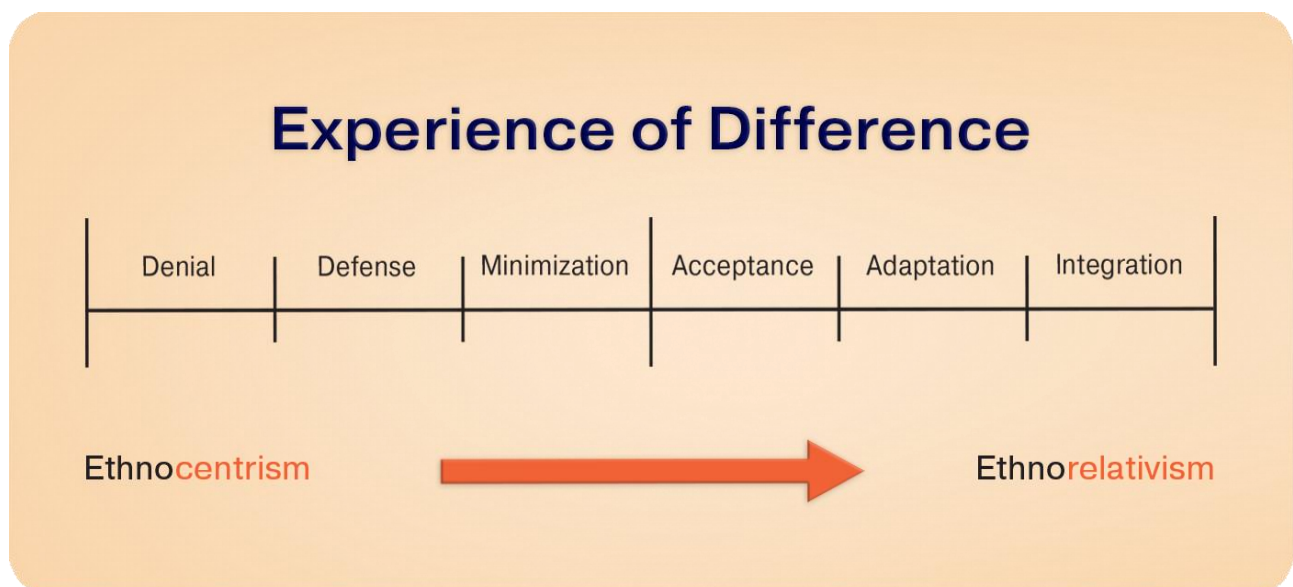 Experience of Difference
Denial Defense Minimization Acceptance Adaptation Integration
Ethnocentrism Ethnorelativism